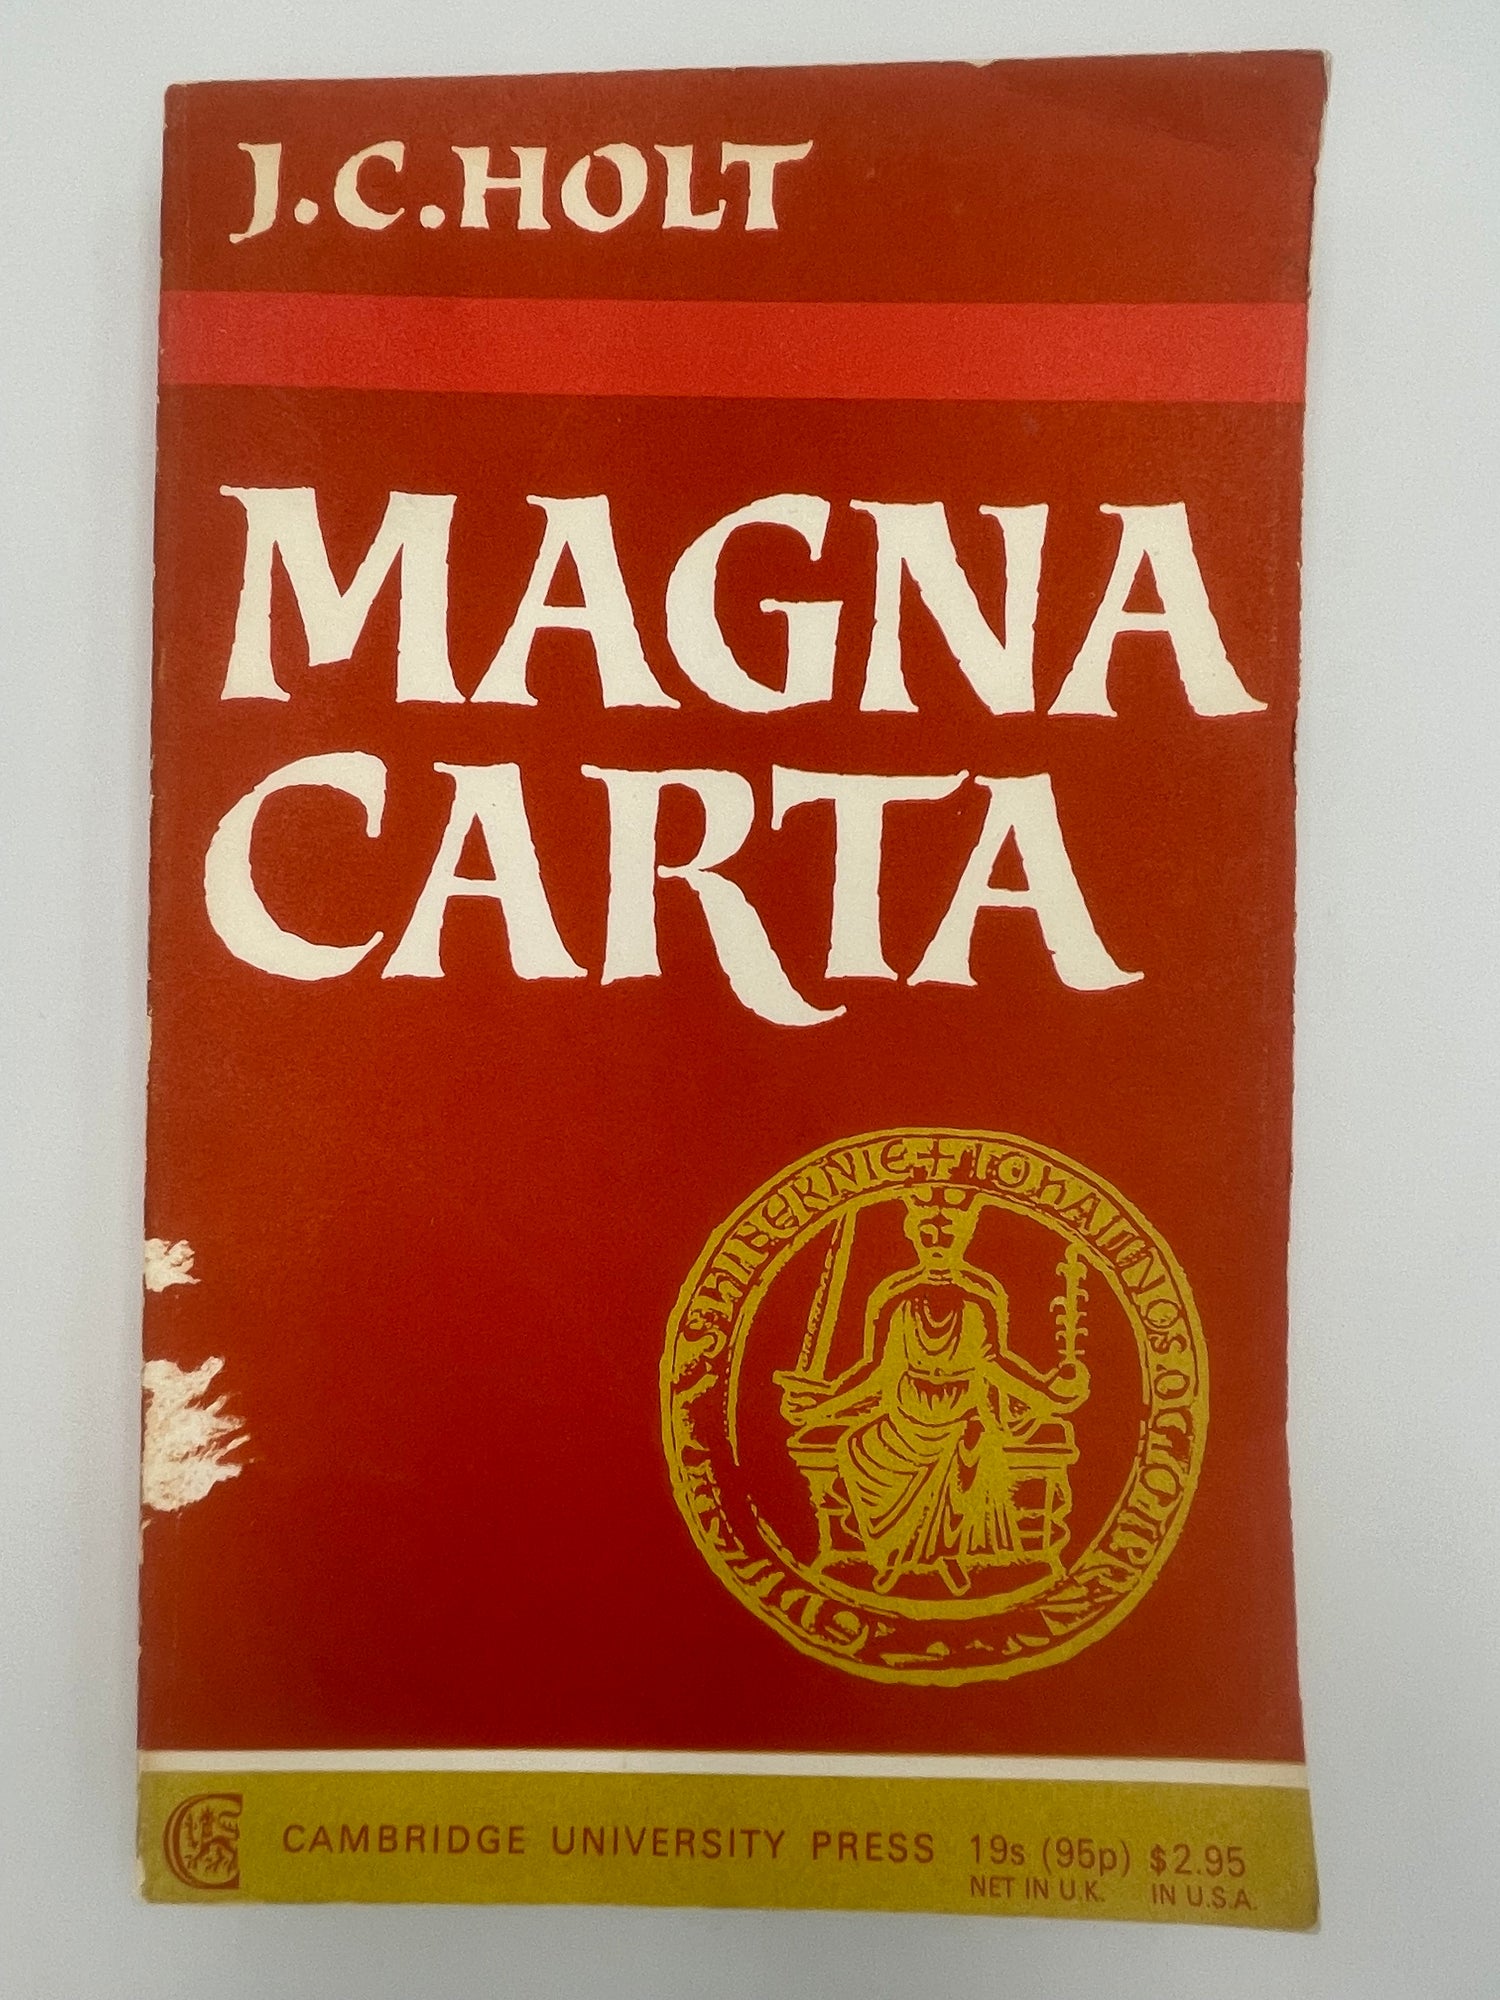 J.C.HOLT
MAGNA
CARTA
CAMBRIDGE UNIVERSITY PRESS 19s (95p) $2.95
NET IN U.K. IN U.S.A.